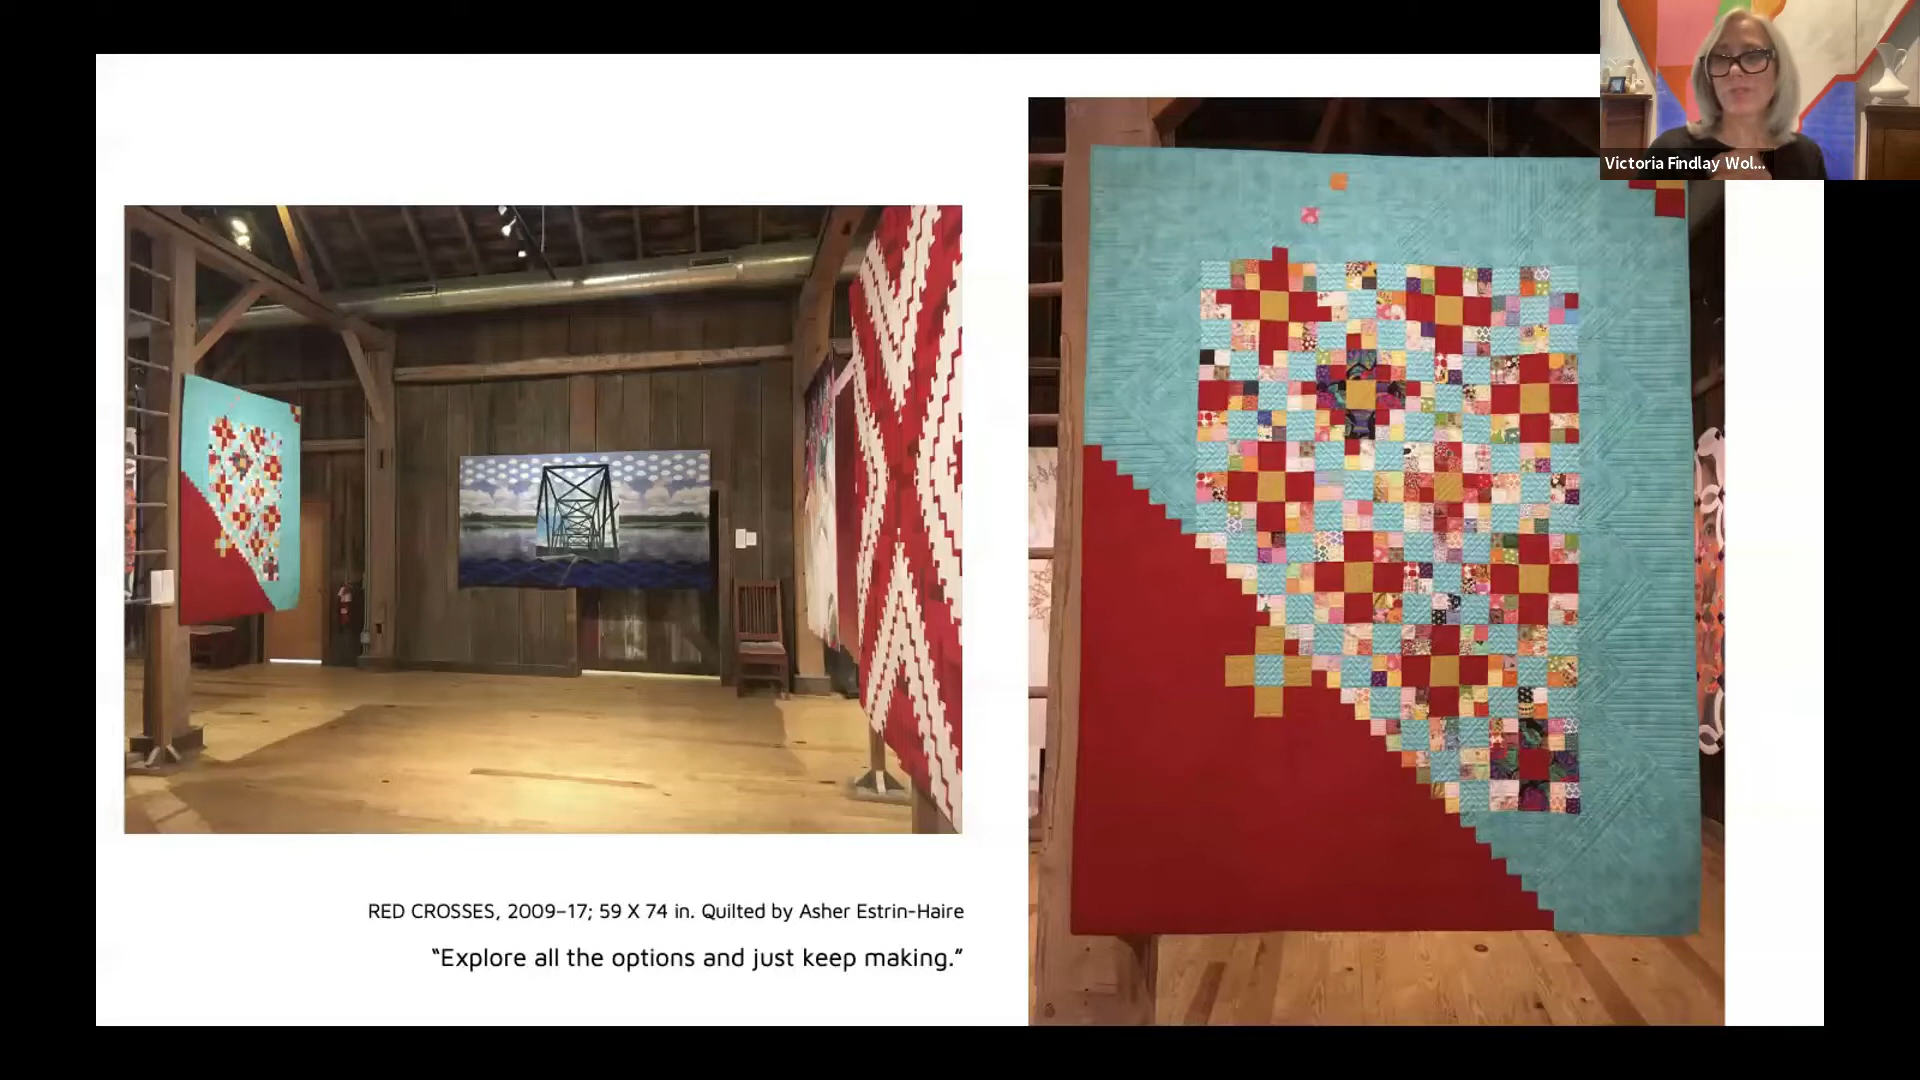 Victoria Findlay Wol...
RED CROSSES, 2009–17; 59 X 74 in. Quilted by Asher Estrin-Haire
“Explore all the options and just keep making.”